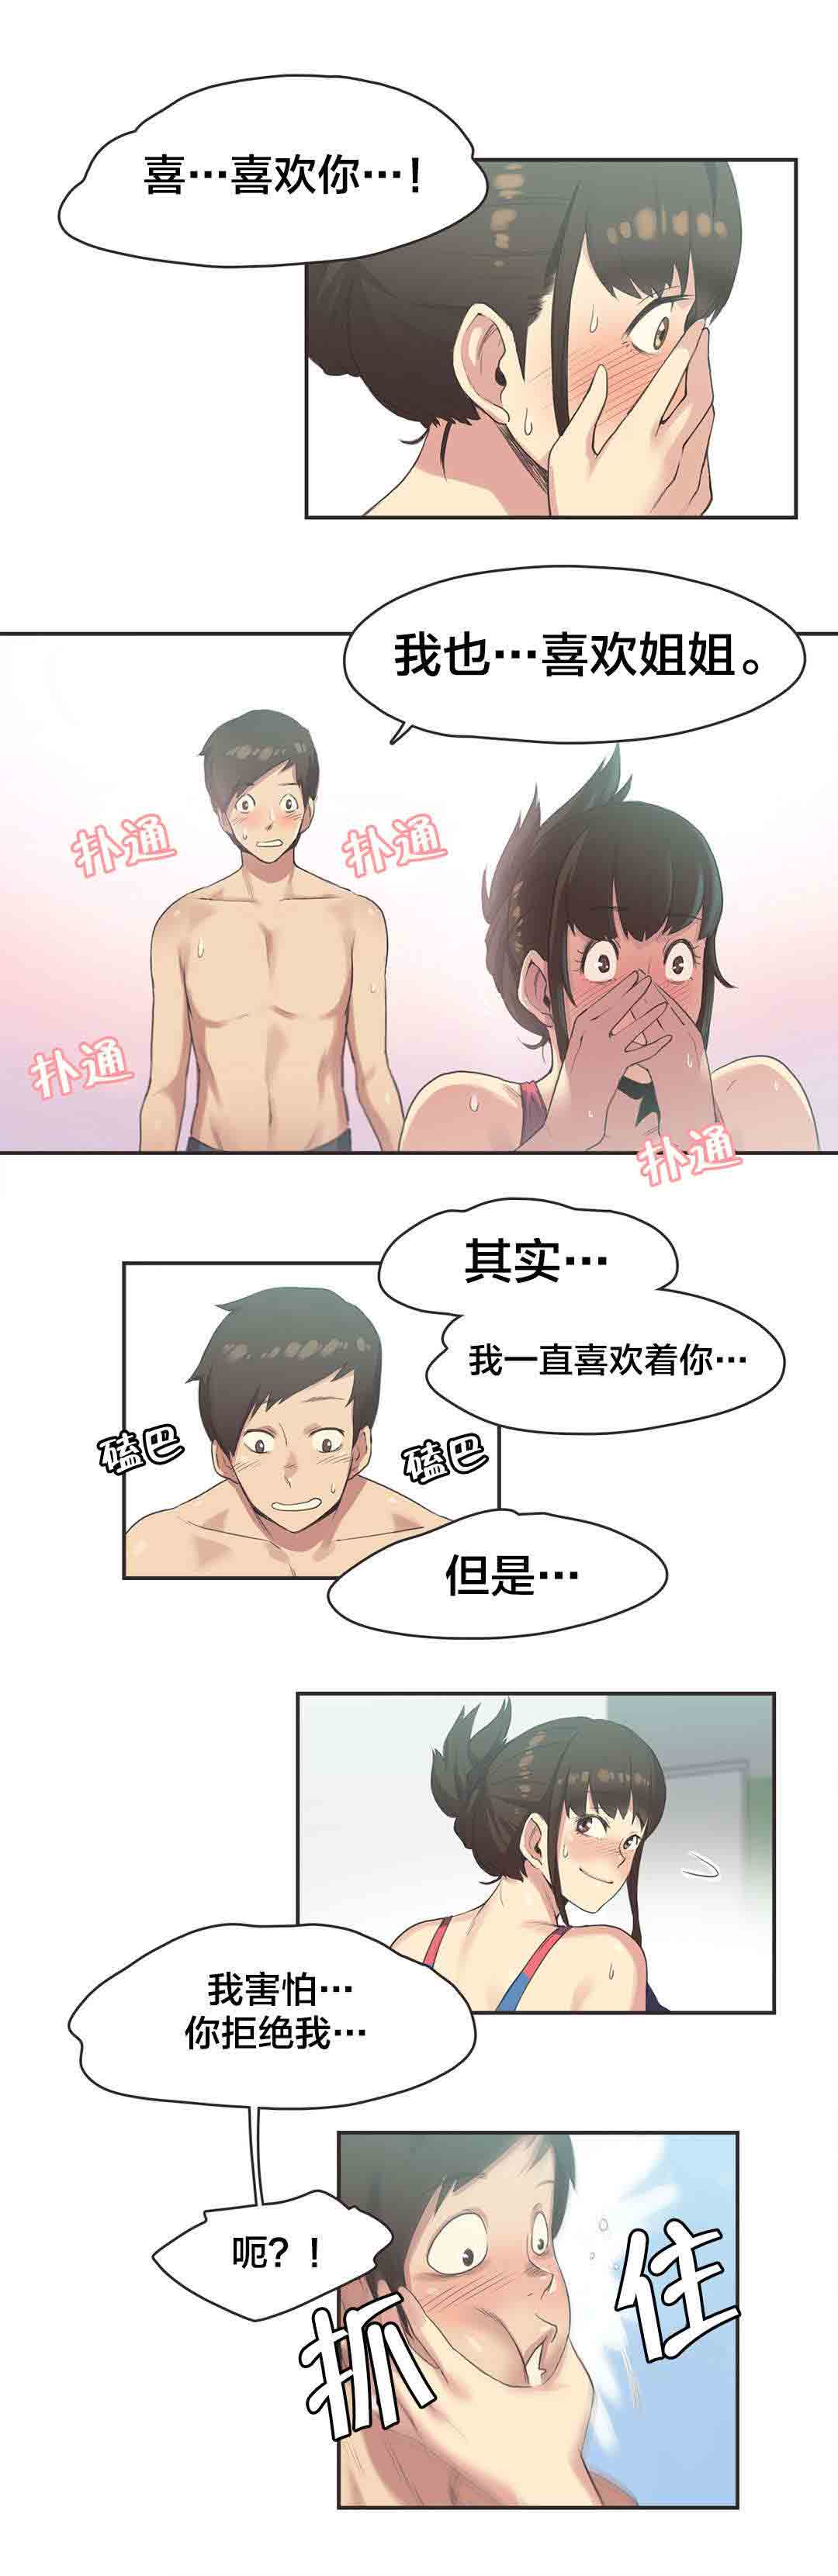 喜…喜欢你…！
我也…喜欢姐姐。
扑通
扑通
扑通
扑通
其实…
我一直喜欢着你…
磕巴
磕巴
但是…
我害怕…
你拒绝我…
呃？！
抓
住